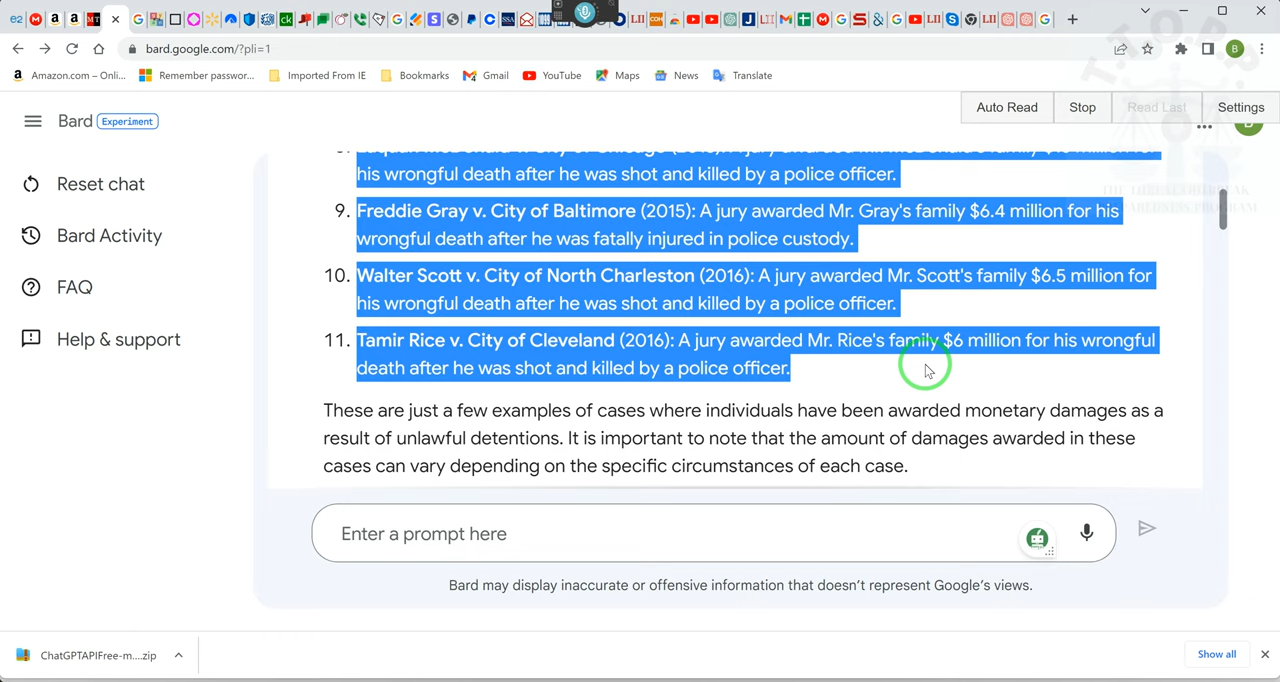 bard.google.com/?pli=1
Amazon.com – Onli...
Remember passwor...
Imported From IE
Bookmarks
Gmail
YouTube
Maps
News
Translate
Auto Read
Stop
Read Last
Settings
Bard
Experiment
Reset chat
Bard Activity
FAQ
Help & support
his wrongful death after he was shot and killed by a police officer.
9. Freddie Gray v. City of Baltimore (2015): A jury awarded Mr. Gray's family $6.4 million for his
wrongful death after he was fatally injured in police custody.
10. Walter Scott v. City of North Charleston (2016): A jury awarded Mr. Scott's family $6.5 million for
his wrongful death after he was shot and killed by a police officer.
11. Tamir Rice v. City of Cleveland (2016): A jury awarded Mr. Rice's family $6 million for his wrongful
death after he was shot and killed by a police officer.
These are just a few examples of cases where individuals have been awarded monetary damages as a
result of unlawful detentions. It is important to note that the amount of damages awarded in these
cases can vary depending on the specific circumstances of each case.
Enter a prompt here
Bard may display inaccurate or offensive information that doesn't represent Google's views.
ChatGPTAPIFree-m....zip
Show all